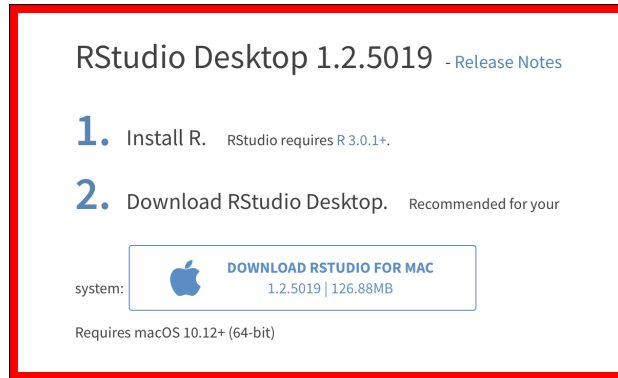 RStudio Desktop 1.2.5019 - Release Notes
1. Install R. RStudio requires R 3.0.1+.
2. Download RStudio Desktop. Recommended for your
system: DOWNLOAD RSTUDIO FOR MAC
1.2.5019 | 126.88MB
Requires macOS 10.12+ (64-bit)